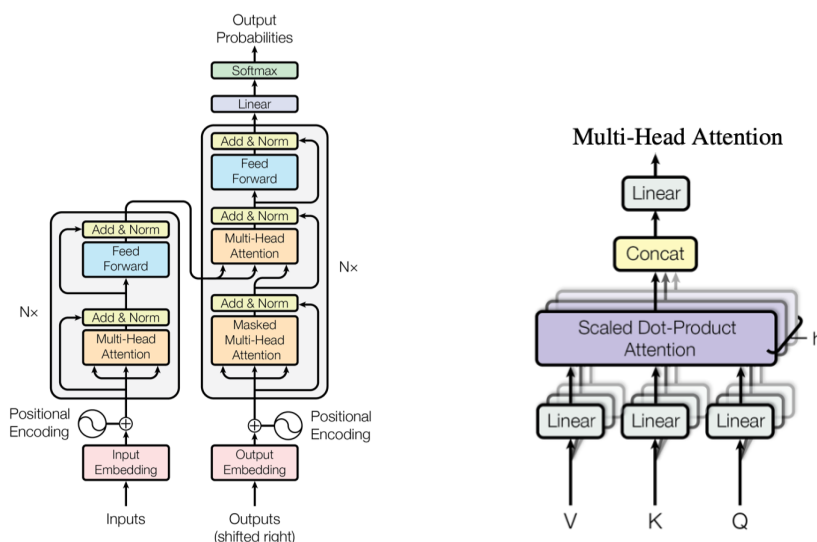 Output
Probabilities
Softmax
Linear
Add & Norm
Feed
Forward
Add & Norm
Multi-Head
Attention
Nx
Add & Norm
Masked
Multi-Head
Attention
Add & Norm
Feed
Forward
Nx
Add & Norm
Multi-Head
Attention
Positional
Encoding
Positional
Encoding
Input
Embedding
Output
Embedding
Inputs
Outputs
(shifted right)
Multi-Head Attention
Linear
Concat
Scaled Dot-Product
Attention
Linear
Linear
Linear
V
K
Q